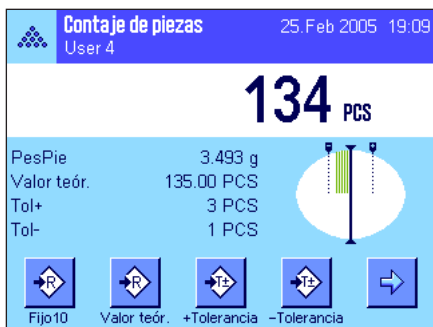 Contaje de piezas 25.Feb 2005 19:09
User 4
134 PCS
PesPie 3.493 g
Valor teór. 135.00 PCS
Tol+ 3 PCS
Tol- 1 PCS
R R T± T±
Fijo10 Valor teór. +Tolerancia -Tolerancia